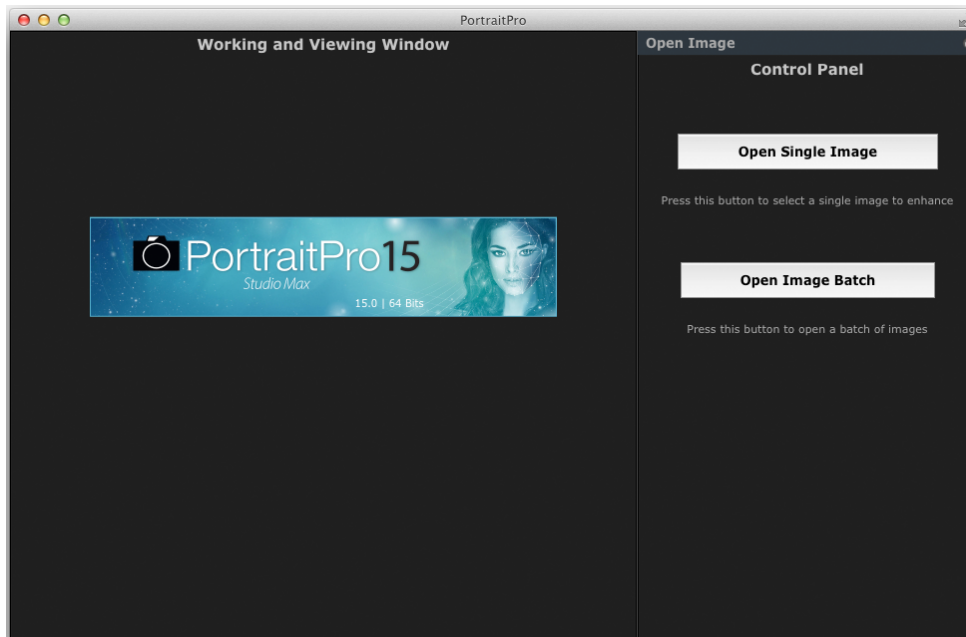 PortraitPro
Working and Viewing Window
Open Image
Control Panel
Open Single Image
Press this button to select a single image to enhance
PortraitPro15
Studio Max
15.0 | 64 Bits
Open Image Batch
Press this button to open a batch of images